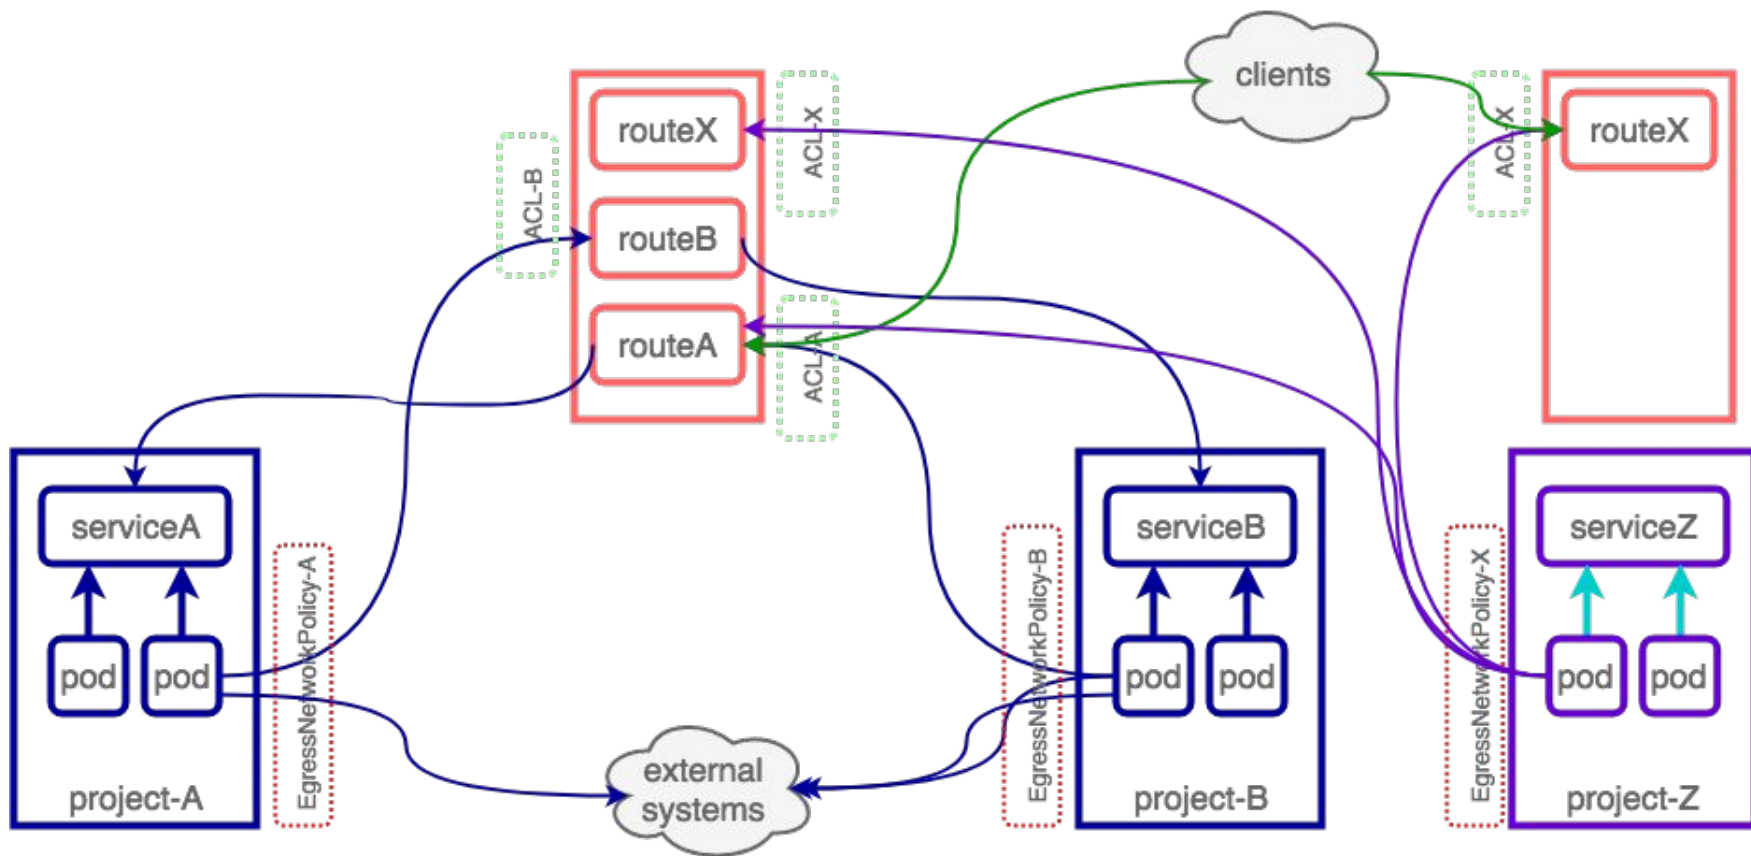 clients
routeX
ACL-X
ACL-X
routeX
ACL-B
routeB
routeA
ACL-A
serviceA
serviceB
serviceZ
pod
pod
EgressNetworkPolicy-A
EgressNetworkPolicy-B
pod
pod
EgressNetworkPolicy-X
pod
pod
external
systems
project-A
project-B
project-Z